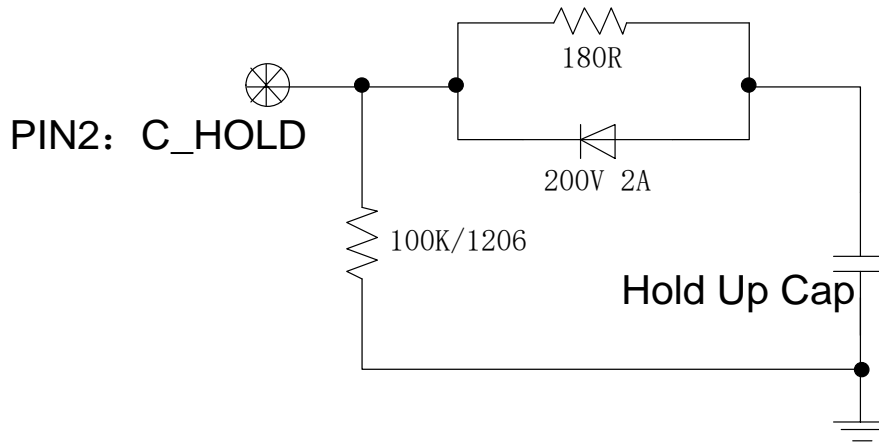 180R
PIN2：C_HOLD
200V 2A
100K/1206
Hold Up Cap